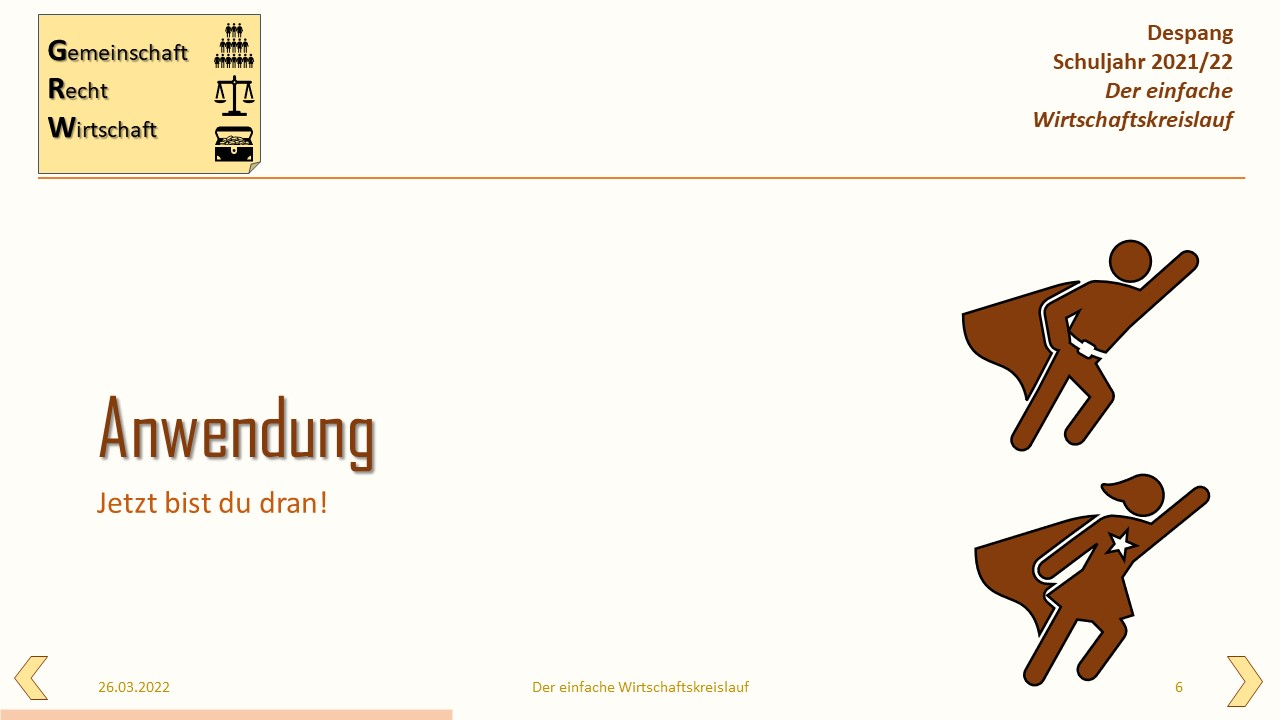 Gemeinschaft
Recht
Wirtschaft
Despang
Schuljahr 2021/22
Der einfache
Wirtschaftskreislauf
Anwendung
Jetzt bist du dran!
26.03.2022
Der einfache Wirtschaftskreislauf
6